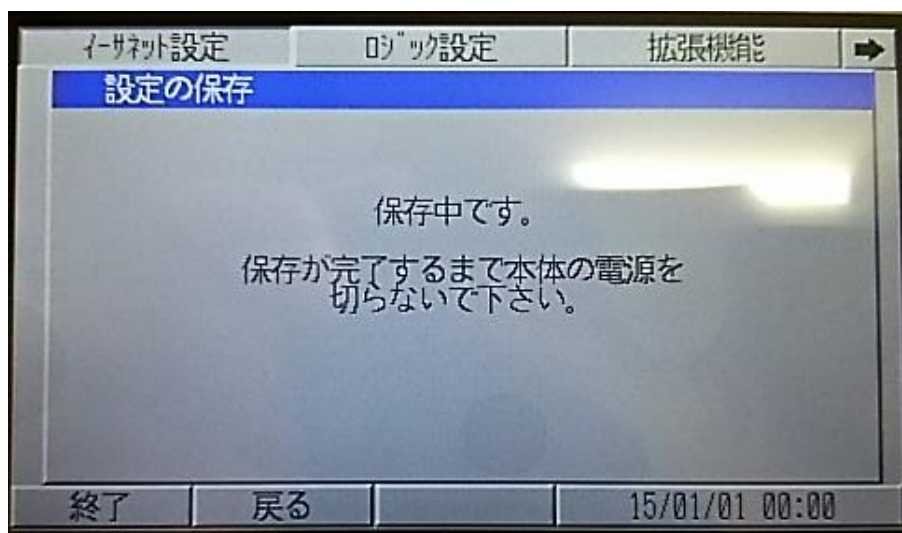 ｲｰｻﾈｯﾄ設定 ﾛｼﾞｯｸ設定 拡張機能 ➡
設定の保存
保存中です。
保存が完了するまで本体の電源を
切らないで下さい。
終了 戻る 15/01/01 00:00